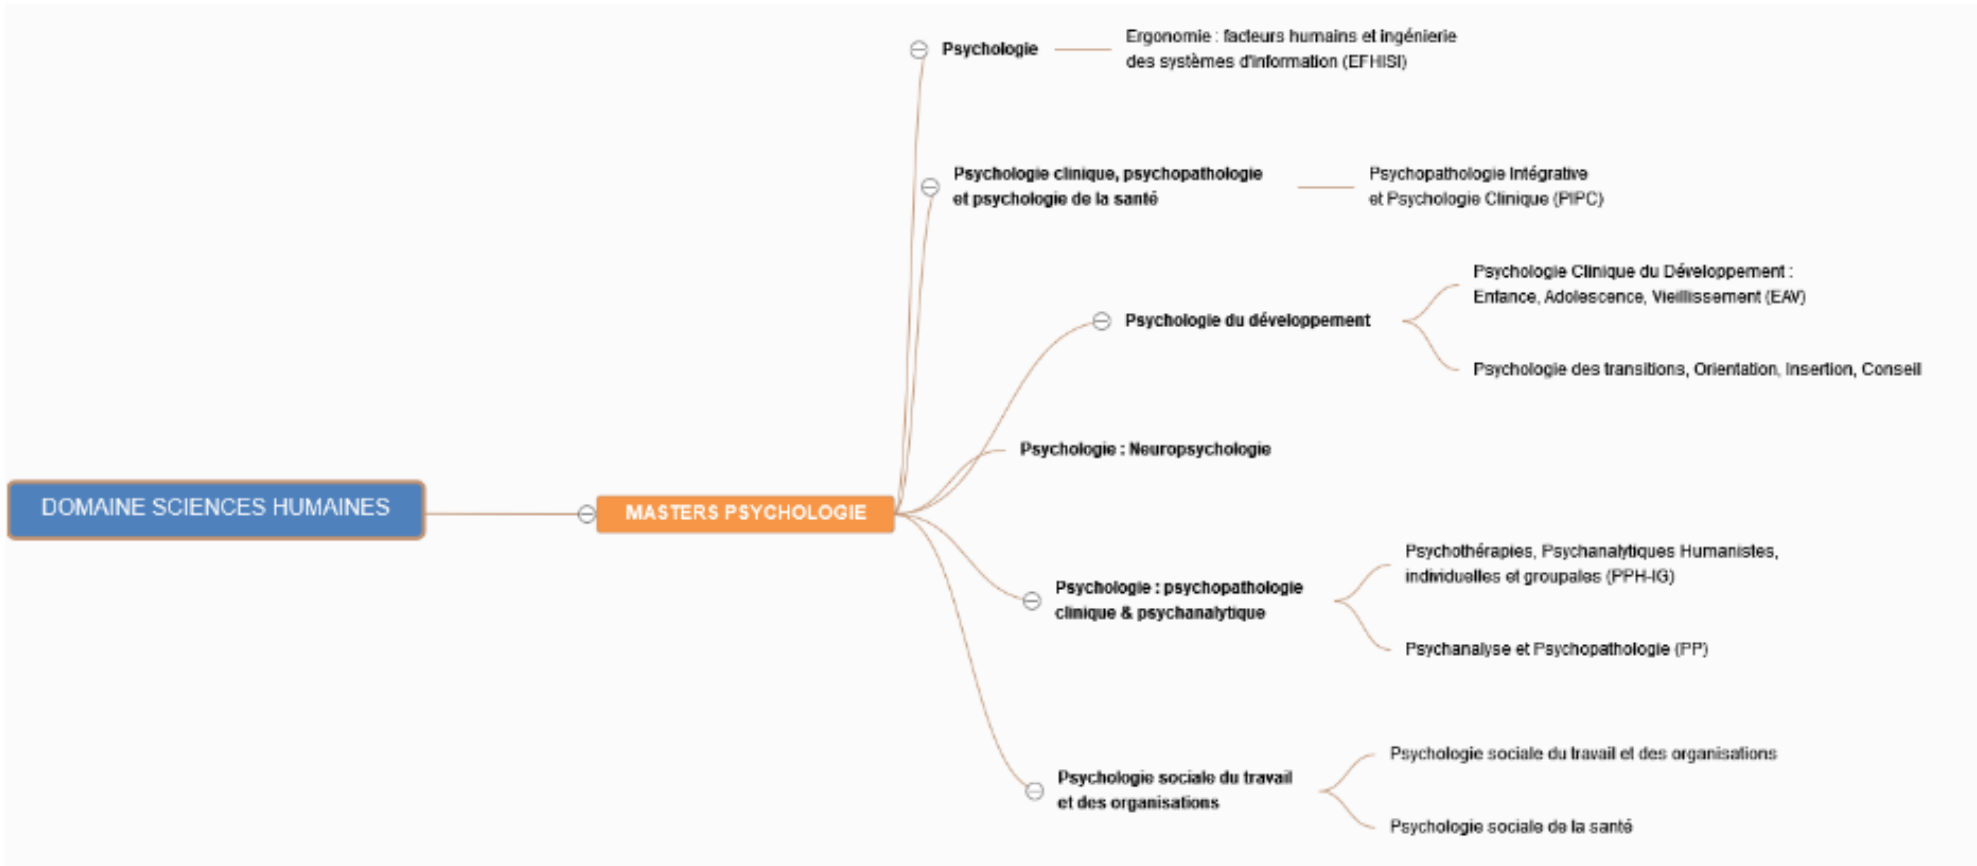 Psychologie
Ergonomie : facteurs humains et ingénierie
des systèmes d'information (EFHISI)
Psychologie clinique, psychopathologie
et psychologie de la santé
Psychopathologie Intégrative
et Psychologie Clinique (PIPC)
Psychologie du développement
Psychologie Clinique du Développement :
Enfance, Adolescence, Vieillissement (EAV)
Psychologie des transitions, Orientation, Insertion, Conseil
Psychologie : Neuropsychologie
DOMAINE SCIENCES HUMAINES
MASTERS PSYCHOLOGIE
Psychologie : psychopathologie
clinique & psychanalytique
Psychothérapies, Psychanalytiques Humanistes,
individuelles et groupales (PPH-IG)
Psychanalyse et Psychopathologie (PP)
Psychologie sociale du travail
et des organisations
Psychologie sociale du travail et des organisations
Psychologie sociale de la santé